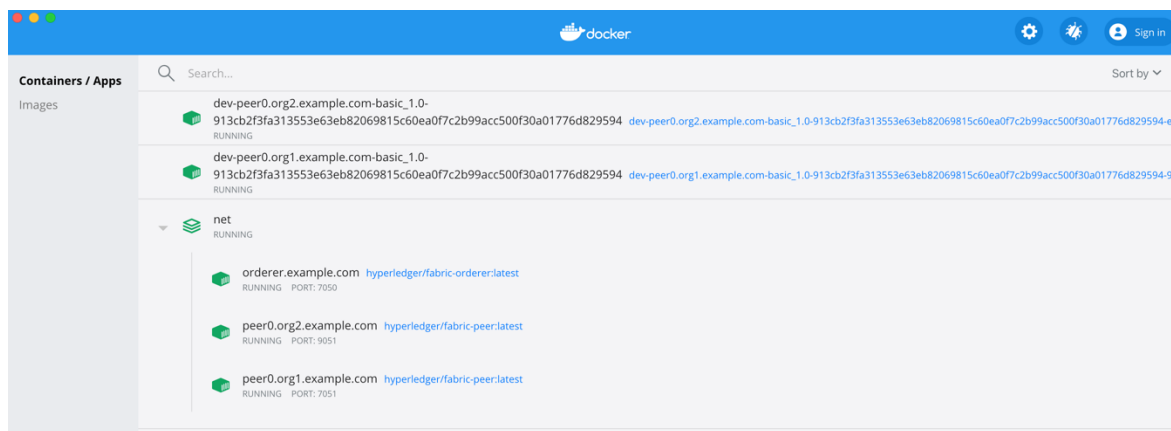 docker
Sign in
Containers / Apps
Images
Search...
Sort by
dev-peer0.org2.example.com-basic_1.0-
913cb2f3fa313553e63eb82069815c60ea0f7c2b99acc500f30a01776d829594 dev-peer0.org2.example.com-basic_1.0-913cb2f3fa313553e63eb82069815c60ea0f7c2b99acc500f30a01776d829594-e
RUNNING
dev-peer0.org1.example.com-basic_1.0-
913cb2f3fa313553e63eb82069815c60ea0f7c2b99acc500f30a01776d829594 dev-peer0.org1.example.com-basic_1.0-913cb2f3fa313553e63eb82069815c60ea0f7c2b99acc500f30a01776d829594-9
RUNNING
net
RUNNING
orderer.example.com hyperledger/fabric-orderer:latest
RUNNING PORT: 7050
peer0.org2.example.com hyperledger/fabric-peer:latest
RUNNING PORT: 9051
peer0.org1.example.com hyperledger/fabric-peer:latest
RUNNING PORT: 7051